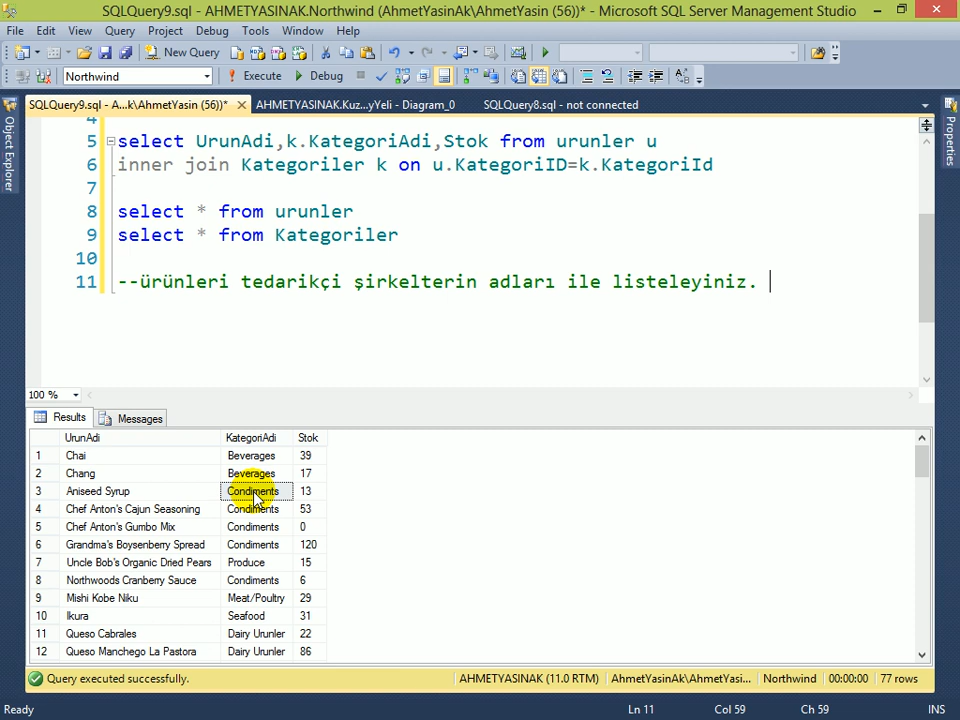 SQLQuery9.sql - AHMETYASINAK.Northwind (AhmetYasinAk\AhmetYasin (56))* - Microsoft SQL Server Management Studio
File Edit View Query Project Debug Tools Window Help
New Query
Northwind Execute Debug
SQLQuery9.sql - A...k\AhmetYasin (56))* AHMETYASINAK.Kuz...yYeli - Diagram_0 SQLQuery8.sql - not connected
Object Explorer
Properties
4
5 select UrunAdi,k.KategoriAdi,Stok from urunler u
6 inner join Kategoriler k on u.KategoriID=k.KategoriId
7
8 select * from urunler
9 select * from Kategoriler
10
11 --ürünleri tedarikçi şirkelterin adları ile listeleyiniz.
100 %
Results Messages
UrunAdi KategoriAdi Stok
1 Chai Beverages 39
2 Chang Beverages 17
3 Aniseed Syrup Condiments 13
4 Chef Anton's Cajun Seasoning Condiments 53
5 Chef Anton's Gumbo Mix Condiments 0
6 Grandma's Boysenberry Spread Condiments 120
7 Uncle Bob's Organic Dried Pears Produce 15
8 Northwoods Cranberry Sauce Condiments 6
9 Mishi Kobe Niku Meat/Poultry 29
10 Ikura Seafood 31
11 Queso Cabrales Dairy Urunler 22
12 Queso Manchego La Pastora Dairy Urunler 86
Query executed successfully. AHMETYASINAK (11.0 RTM) AhmetYasinAk\AhmetYasi... Northwind 00:00:00 77 rows
Ready Ln 11 Col 59 Ch 59 INS